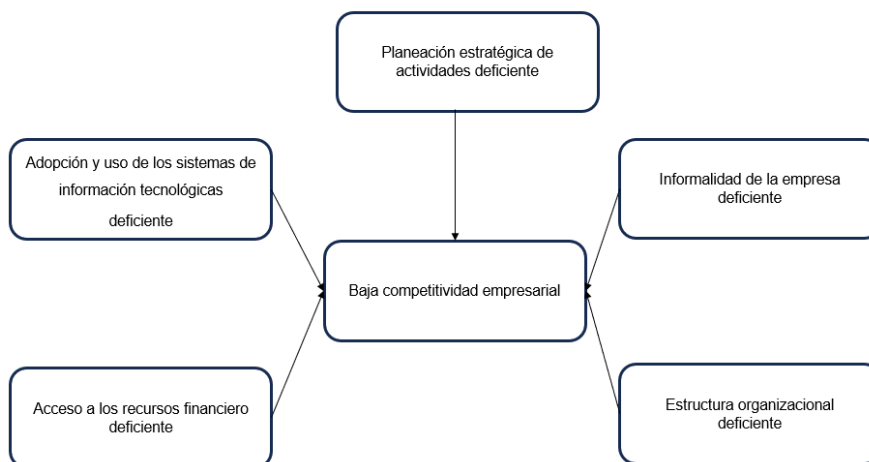 Planeación estratégica de
actividades deficiente
Adopción y uso de los sistemas de
información tecnológicas
deficiente
Informalidad de la empresa
deficiente
Baja competitividad empresarial
Acceso a los recursos financiero
deficiente
Estructura organizacional
deficiente